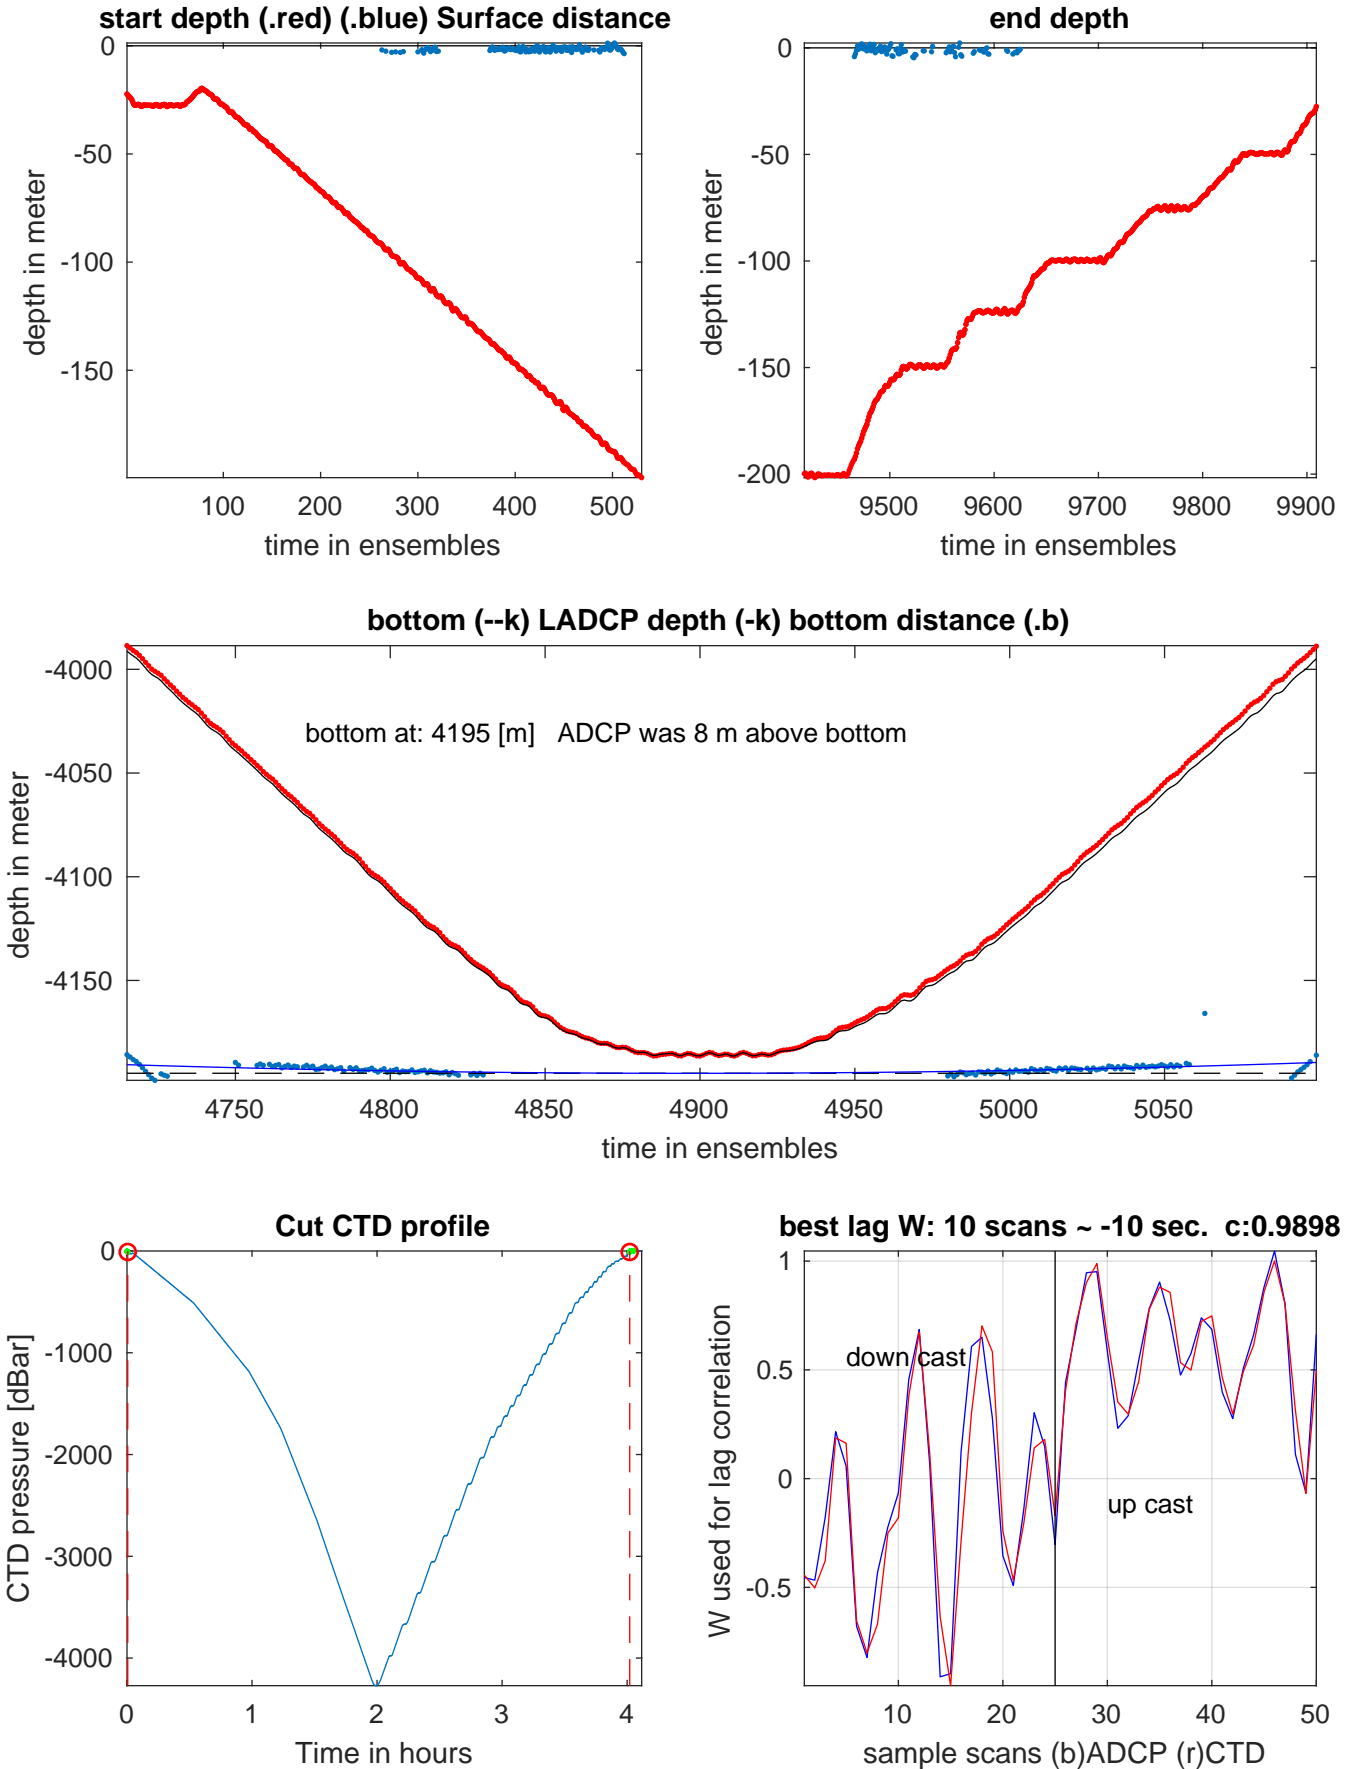 start depth (.red) (.blue) Surface distance
0
-50
-100
-150
depth in meter
100 200 300 400 500
time in ensembles
end depth
0
-50
-100
-150
-200
depth in meter
9500 9600 9700 9800 9900
time in ensembles
bottom (--k) LADCP depth (-k) bottom distance (.b)
-4000
-4050
-4100
-4150
depth in meter
bottom at: 4195 [m] ADCP was 8 m above bottom
4750 4800 4850 4900 4950 5000 5050
time in ensembles
Cut CTD profile
0
-1000
-2000
-3000
-4000
CTD pressure [dBar]
0 1 2 3 4
Time in hours
best lag W: 10 scans ~ -10 sec. c:0.9898
1
0.5
0
-0.5
W used for lag correlation
down cast
up cast
10 20 30 40 50
sample scans (b)ADCP (r)CTD